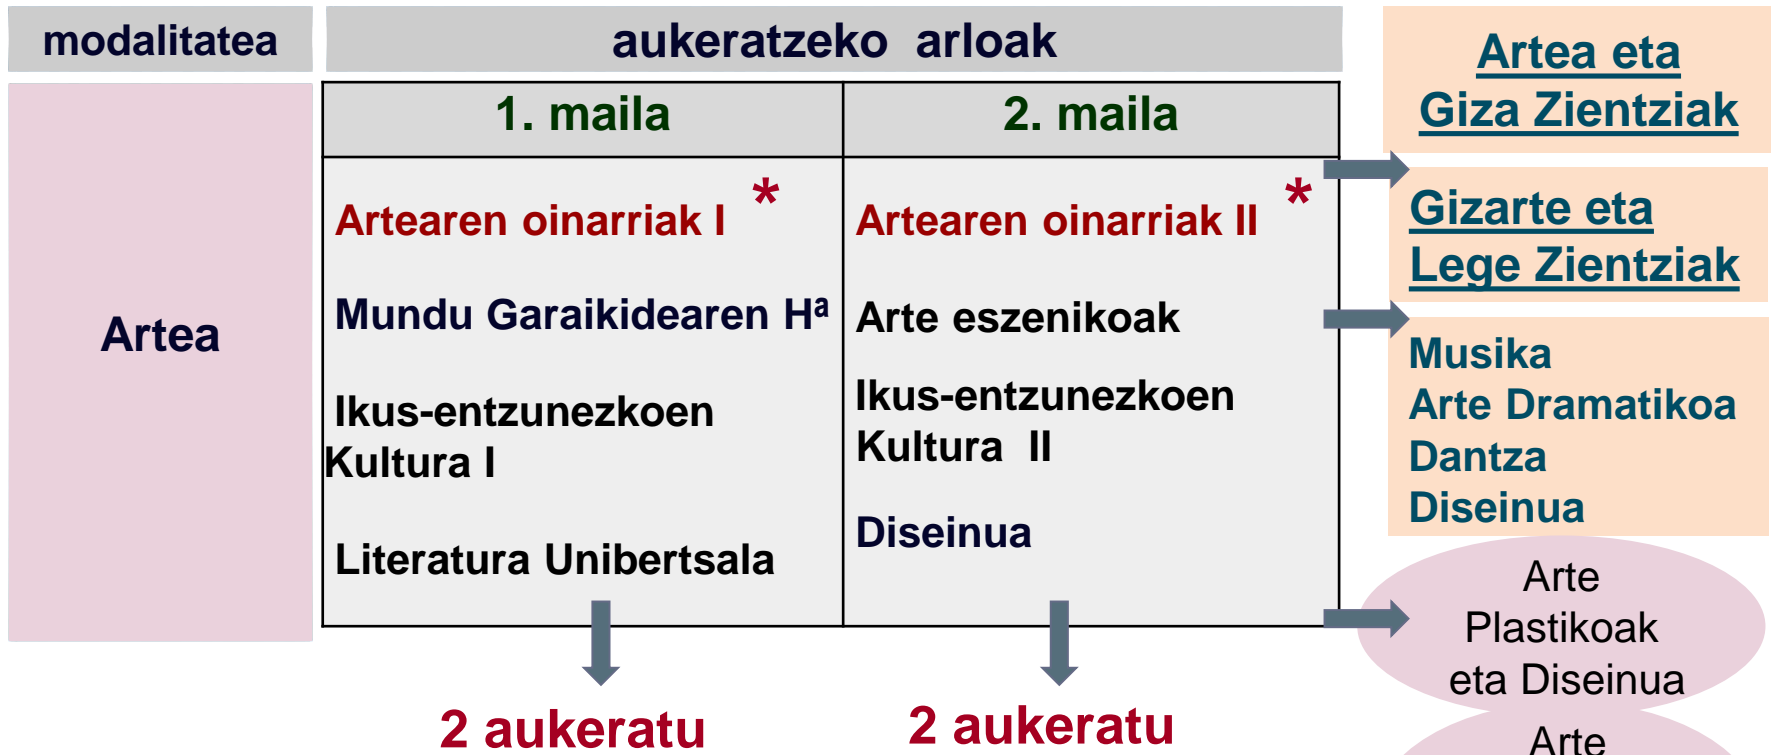 modalitatea
aukeratzeko arloak
1. maila
2. maila
Artea
Artearen oinarriak I *
Mundu Garaikidearen Hª
Ikus-entzunezkoen
Kultura I
Literatura Unibertsala
2 aukeratu
Artearen oinarriak II *
Arte eszenikoak
Ikus-entzunezkoen
Kultura II
Diseinua
2 aukeratu
Artea eta
Giza Zientziak
Gizarte eta
Lege Zientziak
Musika
Arte Dramatikoa
Dantza
Diseinua
Arte
Plastikoak
eta Diseinua
Arte